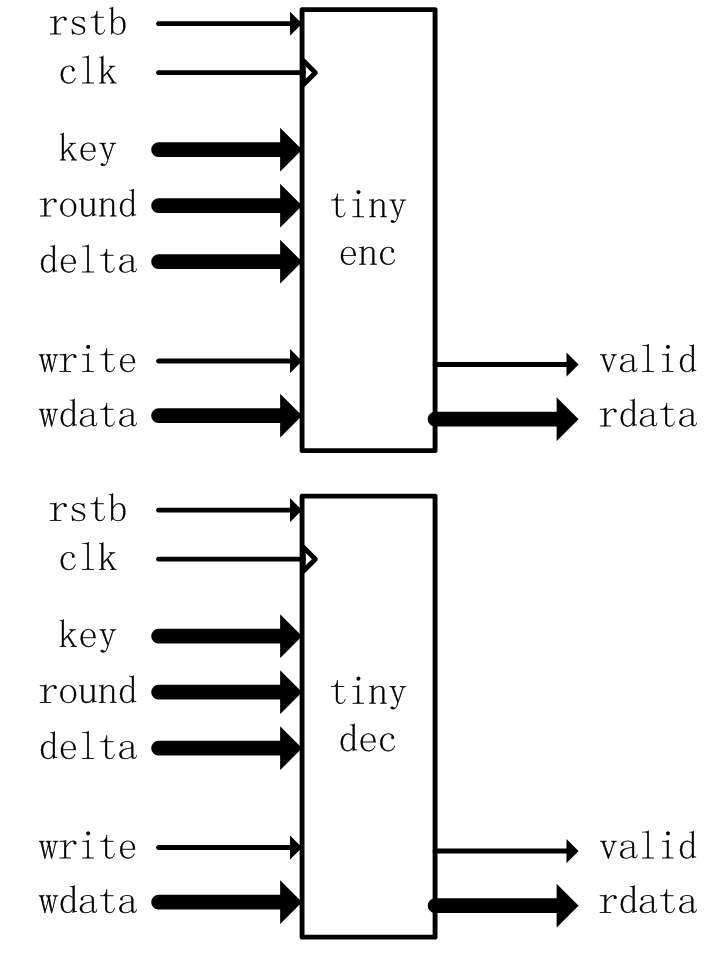 rstb
clk
key
round
delta
tiny
enc
write
wdata
valid
rdata
rstb
clk
key
round
delta
tiny
dec
write
wdata
valid
rdata